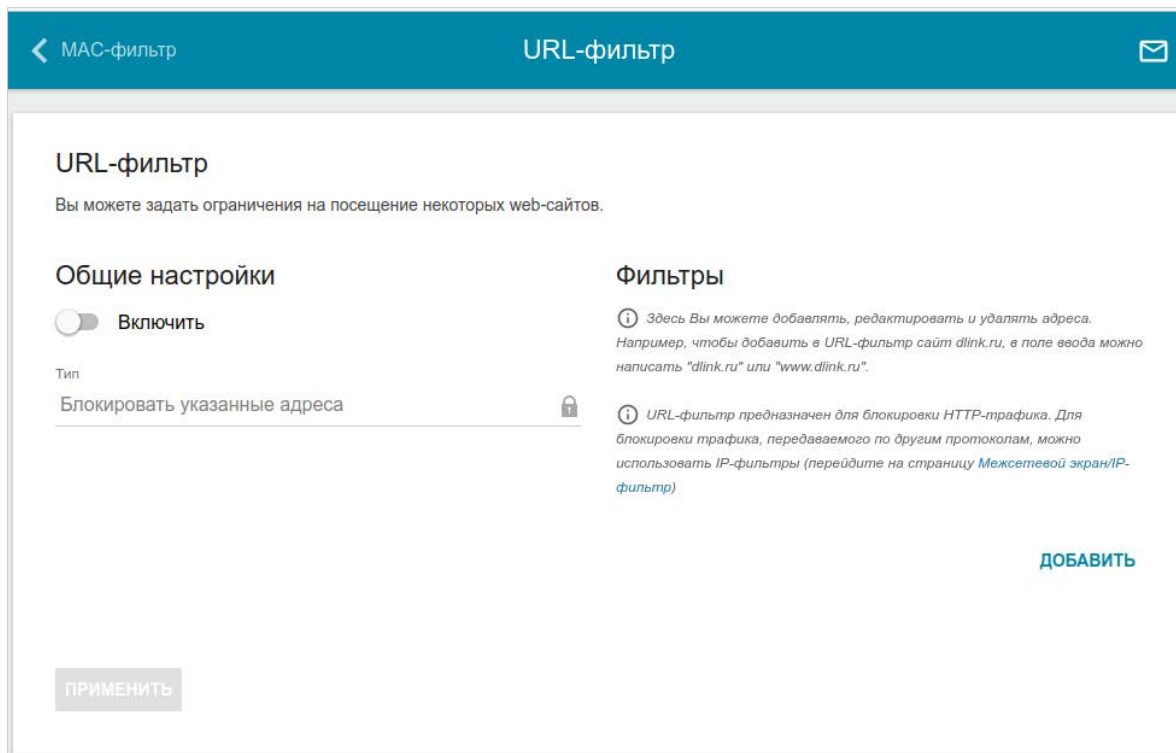 МАС-фильтр
URL-фильтр
URL-фильтр
Вы можете задать ограничения на посещение некоторых web-сайтов.
Общие настройки
Включить
Тип
Блокировать указанные адреса
Фильтры
Здесь Вы можете добавлять, редактировать и удалять адреса.
Например, чтобы добавить в URL-фильтр сайт dlink.ru, в поле ввода можно
написать "dlink.ru" или "www.dlink.ru".
URL-фильтр предназначен для блокировки HTTP-трафика. Для
блокировки трафика, передаваемого по другим протоколам, можно
использовать IP-фильтры (перейдите на страницу Межсетевой экран/IP-
фильтр)
ДОБАВИТЬ
ПРИМЕНИТЬ